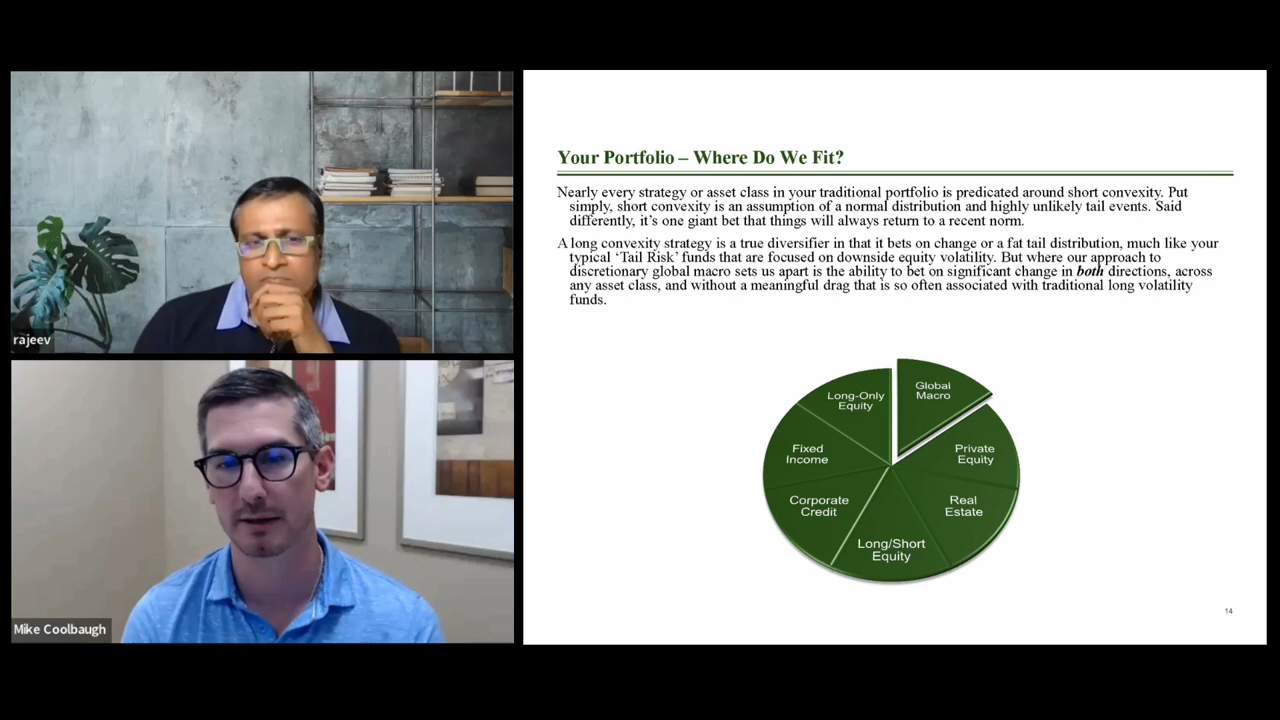 rajeev
Mike Coolbaugh
Your Portfolio – Where Do We Fit?
Nearly every strategy or asset class in your traditional portfolio is predicated around short convexity. Put
simply, short convexity is an assumption of a normal distribution and highly unlikely tail events. Said
differently, it’s one giant bet that things will always return to a recent norm.
A long convexity strategy is a true diversifier in that it bets on change or a fat tail distribution, much like your
typical ‘Tail Risk’ funds that are focused on downside equity volatility. But where our approach to
discretionary global macro sets us apart is the ability to bet on significant change in both directions, across
any asset class, and without a meaningful drag that is so often associated with traditional long volatility
funds.
Long-Only
Equity
Global
Macro
Fixed
Income
Private
Equity
Corporate
Credit
Real
Estate
Long/Short
Equity
14